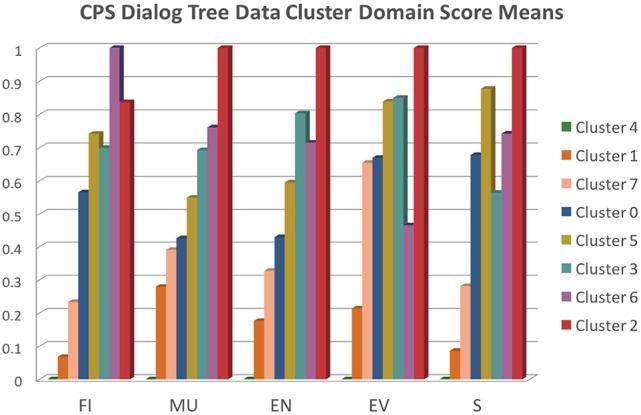 CPS Dialog Tree Data Cluster Domain Score Means
1
0.9
0.8
0.7
0.6
0.5
0.4
0.3
0.2
0.1
0
FI MU EN EV S
Cluster 4
Cluster 1
Cluster 7
Cluster 0
Cluster 5
Cluster 3
Cluster 6
Cluster 2